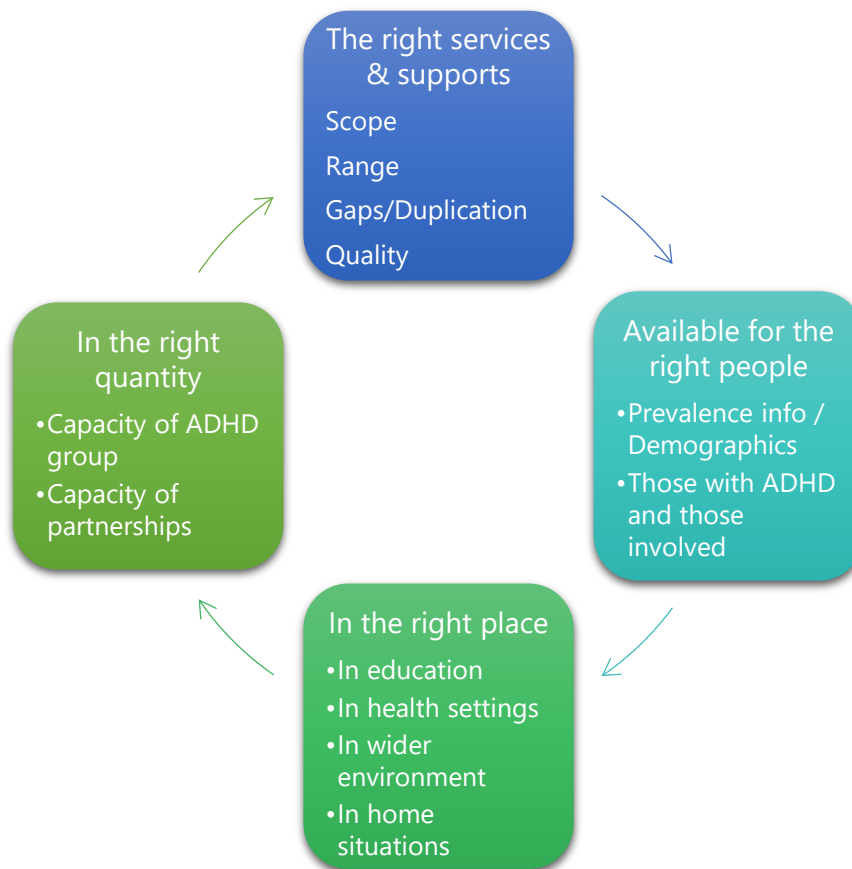 The right services
& supports
Scope
Range
Gaps/Duplication
Quality
Available for the
right people
•Prevalence info /
Demographics
•Those with ADHD
and those
involved
In the right place
•In education
•In health settings
•In wider
environment
•In home
situations
In the right
quantity
•Capacity of ADHD
group
•Capacity of
partnerships